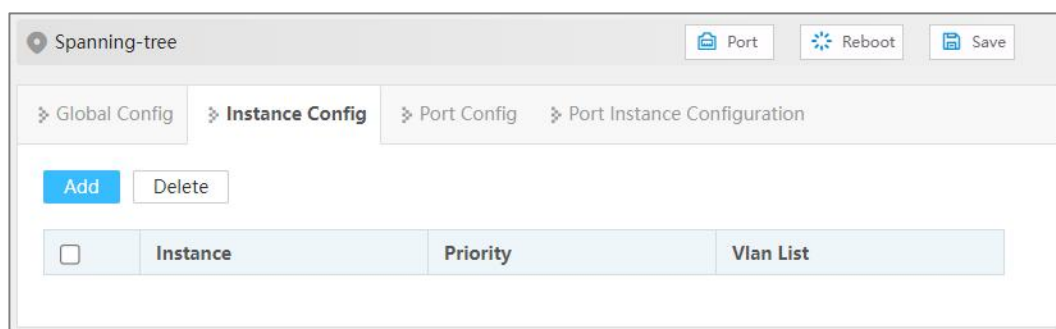 Spanning-tree Port Reboot Save
Global Config Instance Config Port Config Port Instance Configuration
Add Delete
Instance Priority Vlan List